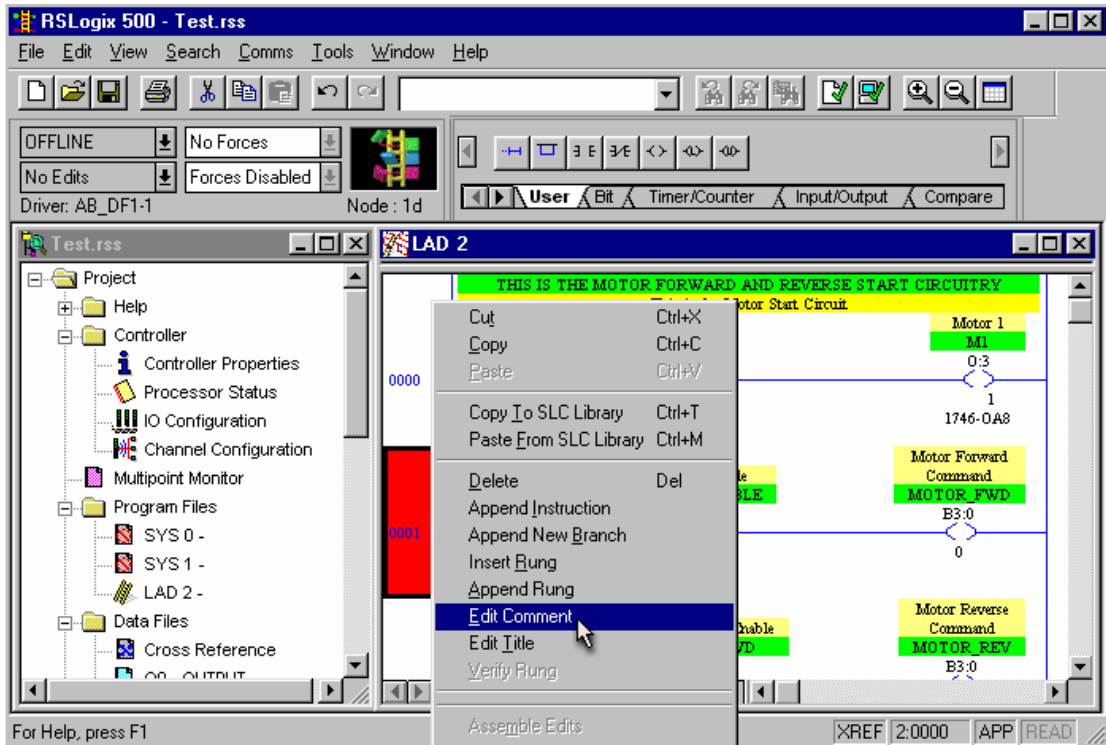 RSLogix 500 - Test.rss
File Edit View Search Comms Tools Window Help
OFFLINE No Forces
No Edits Forces Disabled
Driver: AB_DF1-1 Node : 1d
User Bit Timer/Counter Input/Output Compare
Test.rss
Project
Help
Controller
Controller Properties
Processor Status
IO Configuration
Channel Configuration
Multipoint Monitor
Program Files
SYS 0 -
SYS 1 -
LAD 2 -
Data Files
Cross Reference
LAD 2
THIS IS THE MOTOR FORWARD AND REVERSE START CIRCUITRY
Start Circuit
Motor 1
M1
O:3
0000
1
1746-OA8
Motor Forward
Command
MOTOR_FWD
B3:0
0001
0
Motor Reverse
Command
MOTOR_REV
B3:0
Cut Ctrl+X
Copy Ctrl+C
Paste Ctrl+V
Copy To SLC Library Ctrl+T
Paste From SLC Library Ctrl+M
Delete Del
Append Instruction
Append New Branch
Insert Rung
Append Rung
Edit Comment
Edit Title
Verify Rung
Assemble Edits
For Help, press F1
XREF 2:0000 APP READ